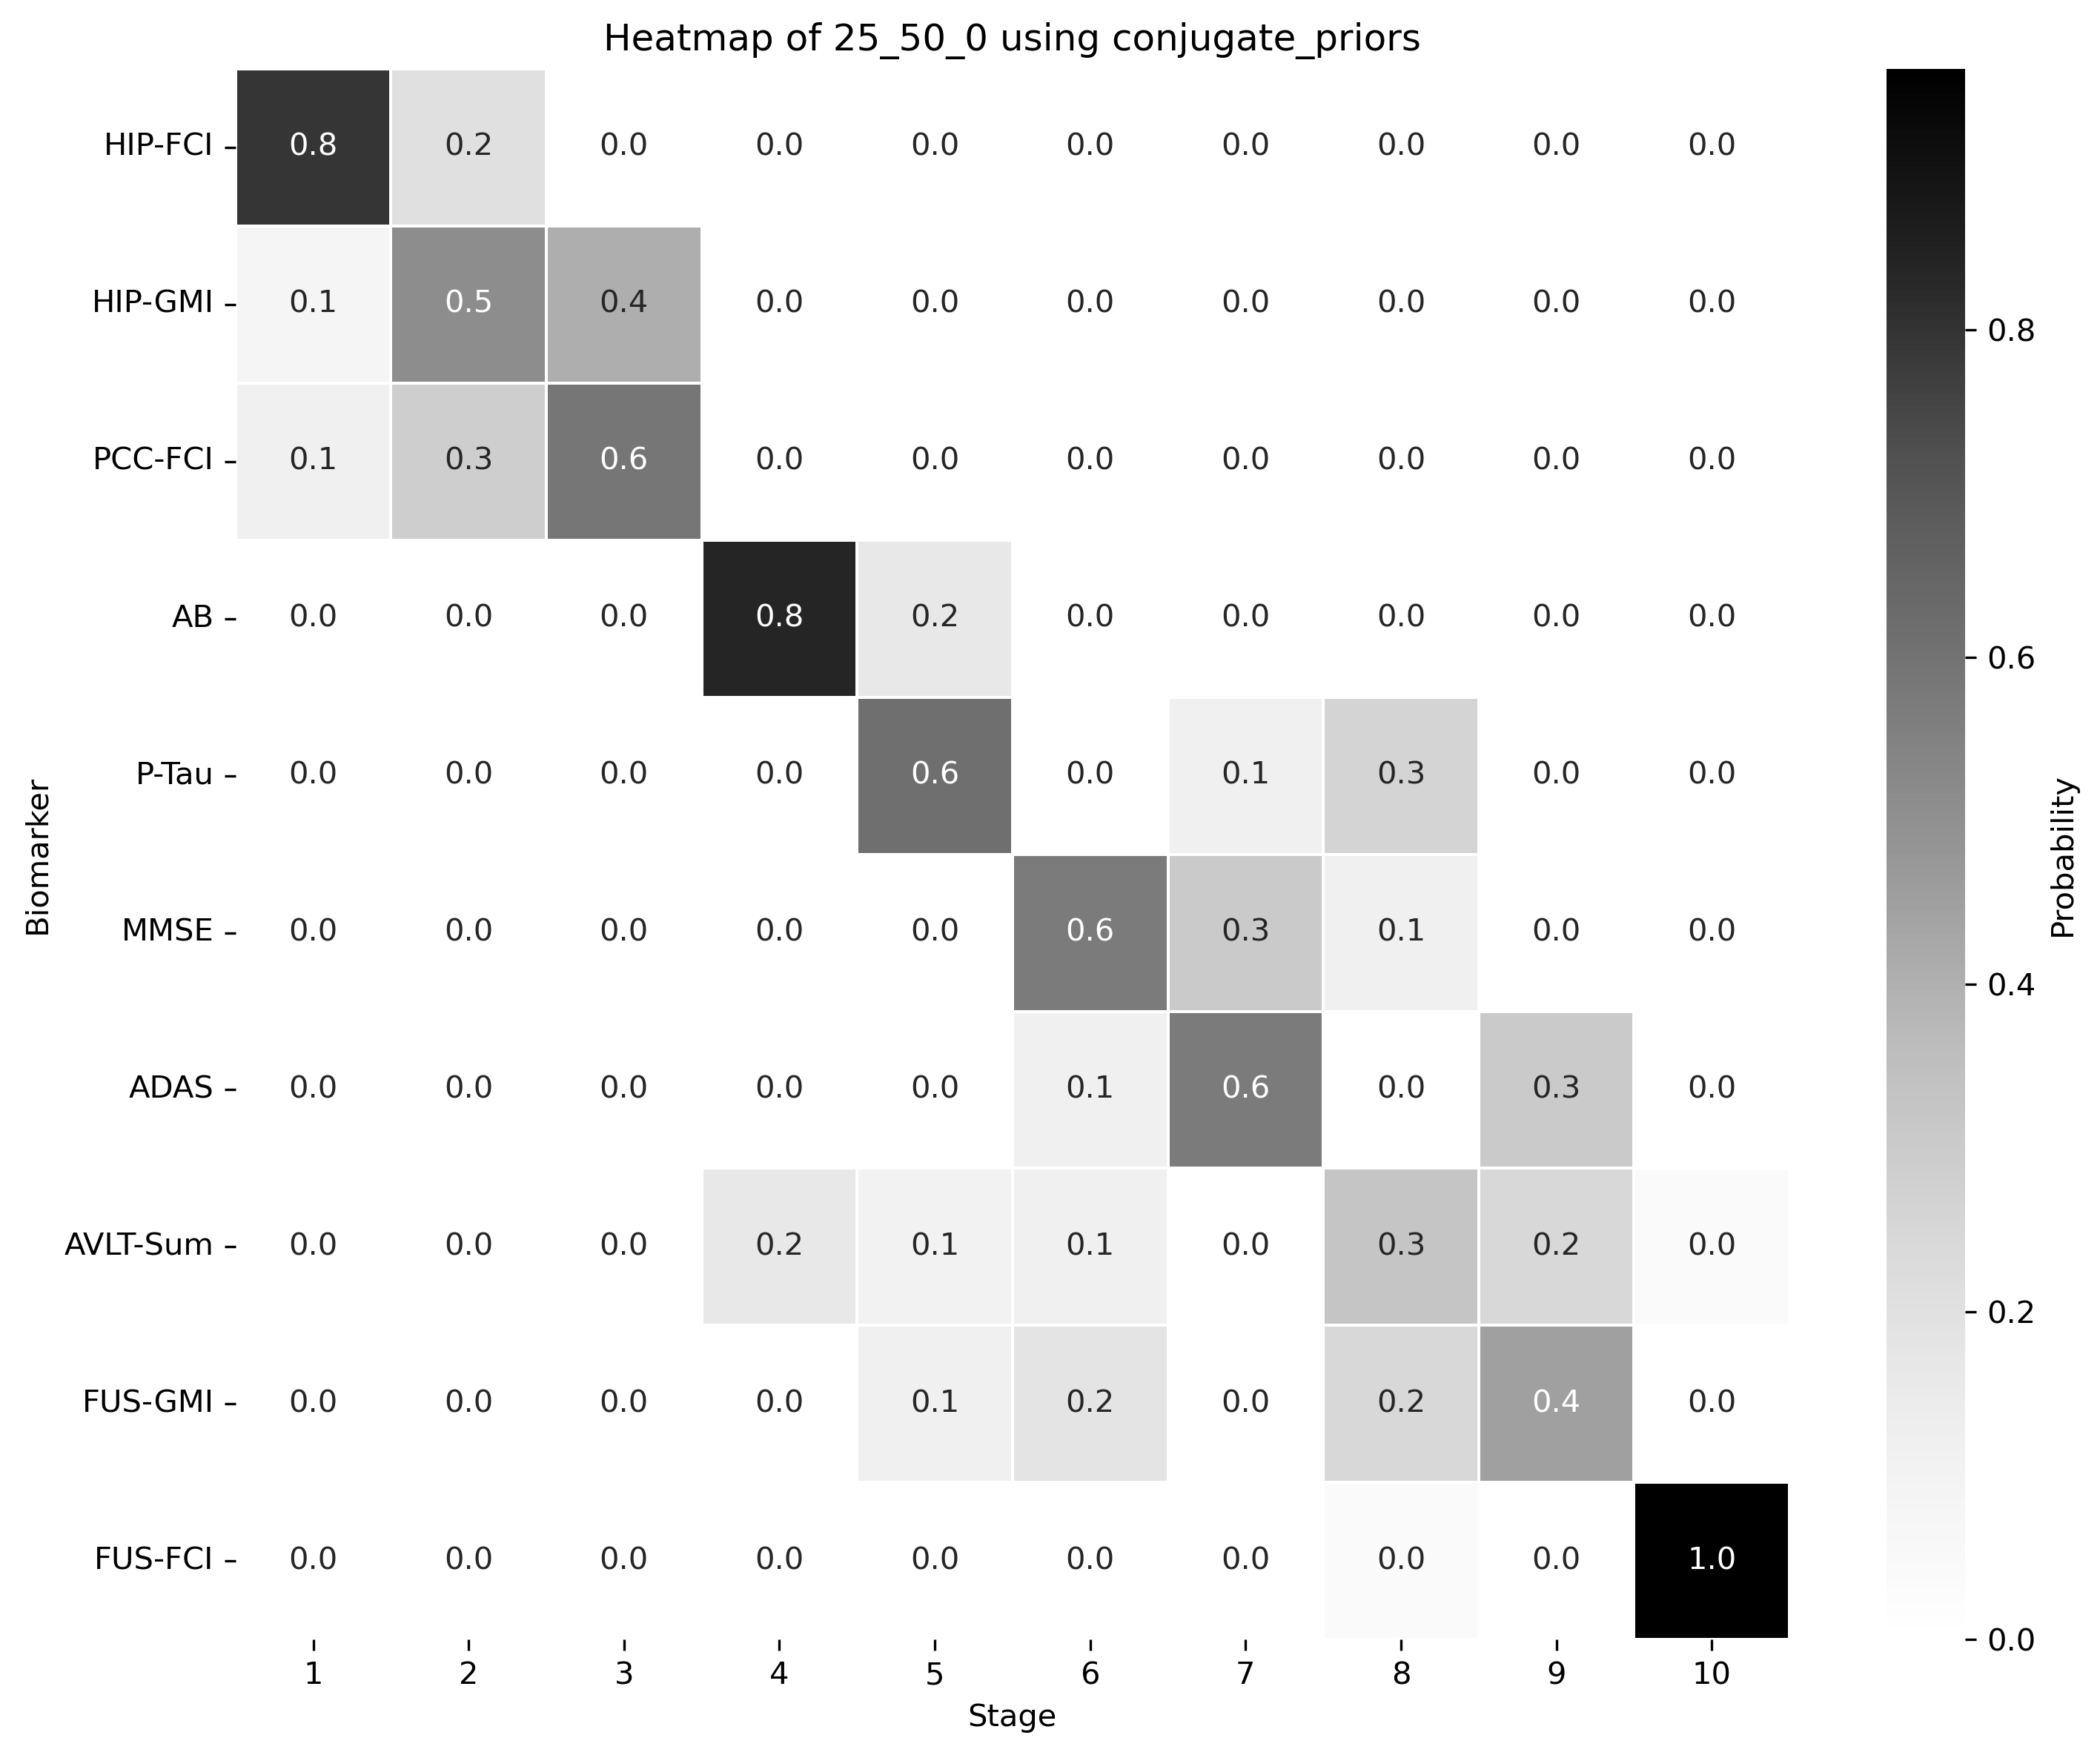 Heatmap of 25_50_0 using conjugate_priors
HIP-FCI 0.8 0.2 0.0 0.0 0.0 0.0 0.0 0.0 0.0 0.0
HIP-GMI 0.1 0.5 0.4 0.0 0.0 0.0 0.0 0.0 0.0 0.0
PCC-FCI 0.1 0.3 0.6 0.0 0.0 0.0 0.0 0.0 0.0 0.0
AB 0.0 0.0 0.0 0.8 0.2 0.0 0.0 0.0 0.0 0.0
P-Tau 0.0 0.0 0.0 0.0 0.6 0.0 0.1 0.3 0.0 0.0
MMSE 0.0 0.0 0.0 0.0 0.0 0.6 0.3 0.1 0.0 0.0
ADAS 0.0 0.0 0.0 0.0 0.0 0.1 0.6 0.0 0.3 0.0
AVLT-Sum 0.0 0.0 0.0 0.2 0.1 0.1 0.0 0.3 0.2 0.0
FUS-GMI 0.0 0.0 0.0 0.0 0.1 0.2 0.0 0.2 0.4 0.0
FUS-FCI 0.0 0.0 0.0 0.0 0.0 0.0 0.0 0.0 0.0 1.0
1 2 3 4 5 6 7 8 9 10
Stage
Biomarker
0.8
0.6
0.4
0.2
0.0
Probability